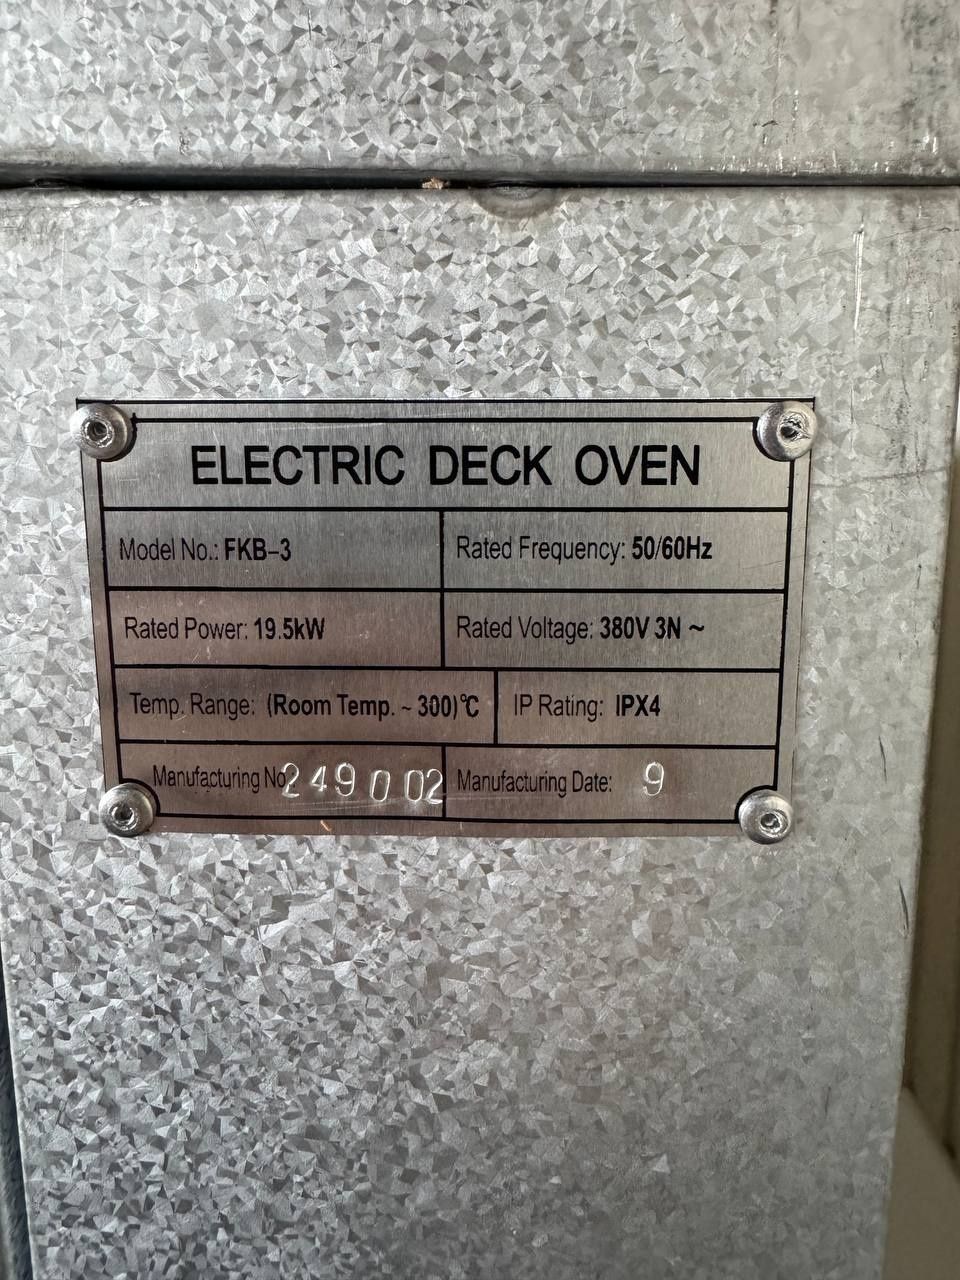 ELECTRIC DECK OVEN
Model No.: FKB-3
Rated Frequency: 50/60Hz
Rated Power: 19.5kW
Rated Voltage: 380V 3N ~
Temp. Range: (Room Temp. ~ 300)℃
IP Rating: IPX4
Manufacturing No: 249002
Manufacturing Date: 9